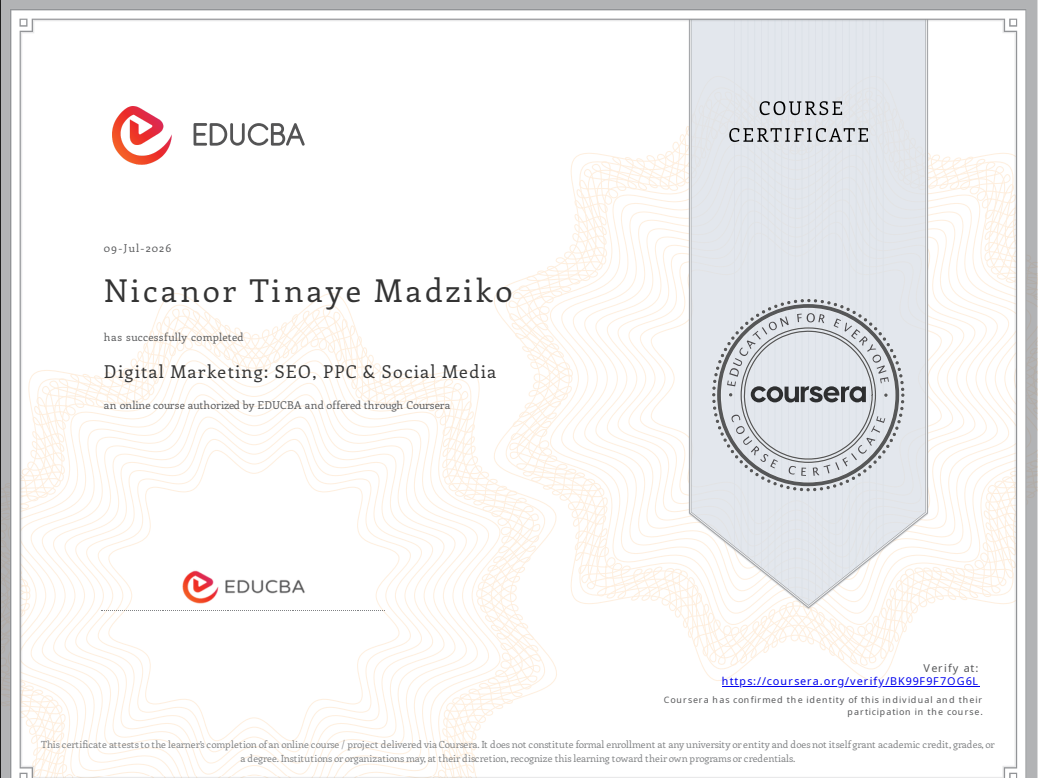 EDUCBA
COURSE
CERTIFICATE
09-Jul-2026
Nicanor Tinaye Madziko
has successfully completed
Digital Marketing: SEO, PPC & Social Media
an online course authorized by EDUCBA and offered through Coursera
• EDUCATION FOR EVERYONE •
coursera
COURSE CERTIFICATE
EDUCBA
Verify at:
https://coursera.org/verify/BK99F9F7OG6L
Coursera has confirmed the identity of this individual and their
participation in the course.
This certificate attests to the learner's completion of an online course / project delivered via Coursera. It does not constitute formal enrollment at any university or entity and does not itself grant academic credit, grades, or
a degree. Institutions or organizations may, at their discretion, recognize this learning toward their own programs or credentials.